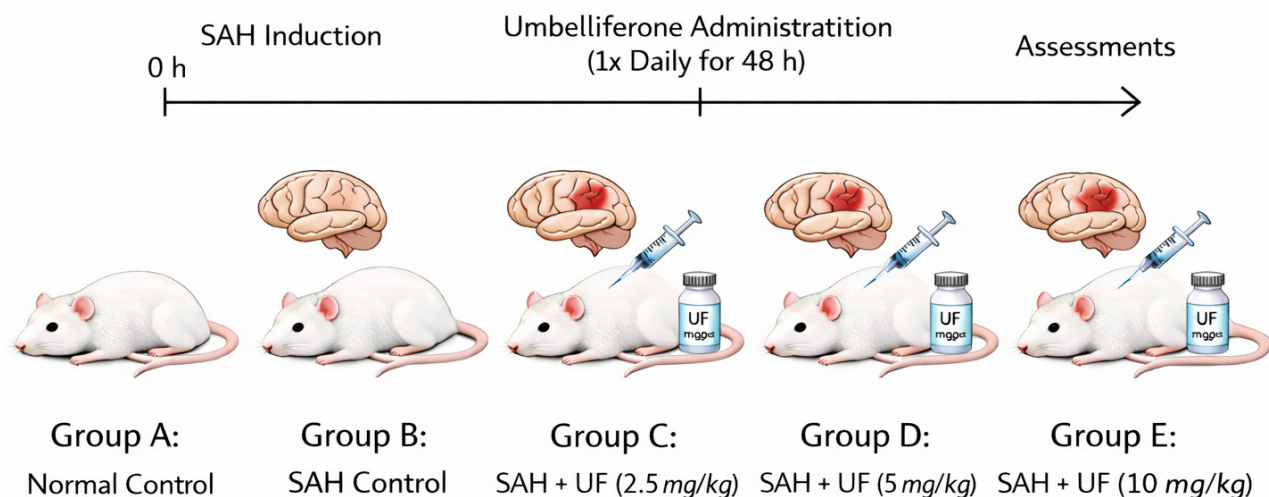 SAH Induction
Umbelliferone Administratition
(1x Daily for 48 h)
Assessments
0 h
UF
UF
UF
Group A:
Normal Control
Group B:
SAH Control
Group C:
SAH + UF (2.5 mg/kg)
Group D:
SAH + UF (5 mg/kg)
Group E:
SAH + UF (10 mg/kg)